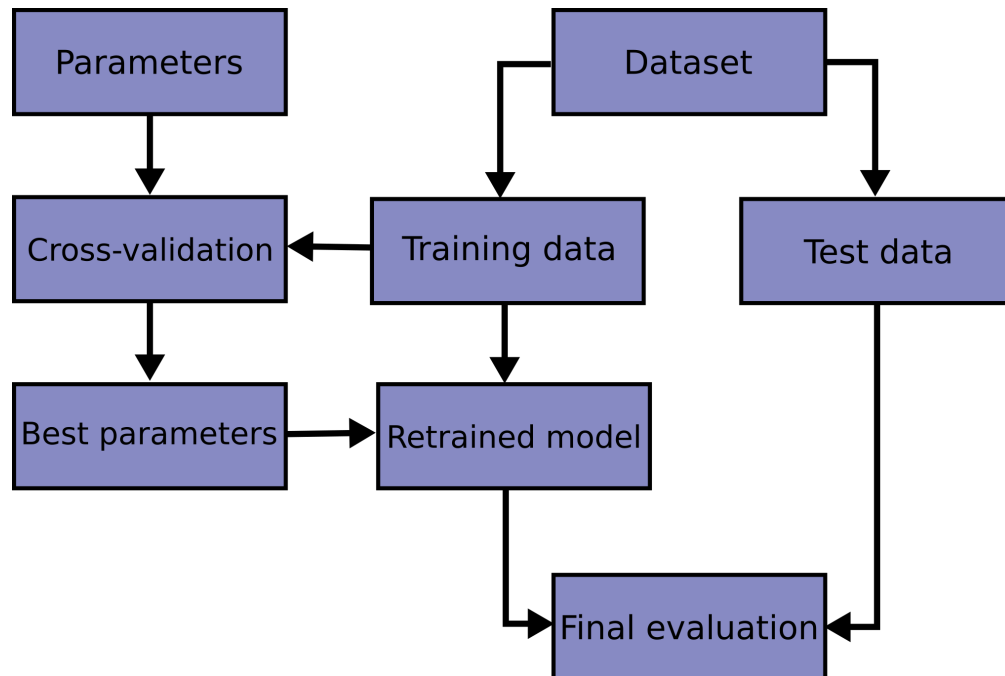 Parameters
Dataset
Cross-validation
Training data
Test data
Best parameters
Retrained model
Final evaluation